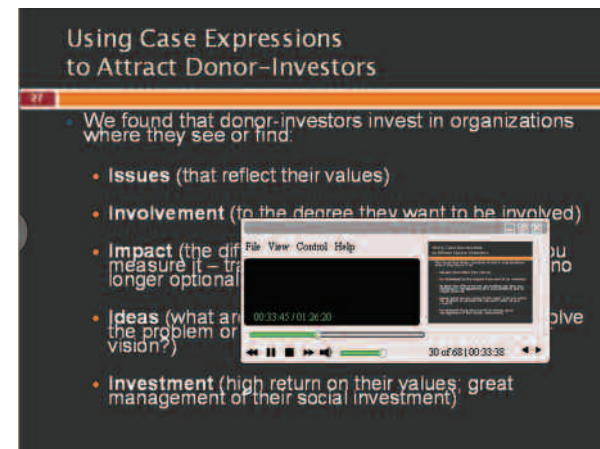 Using Case Expressions
to Attract Donor-Investors
27
We found that donor-investors invest in organizations
where they see or find:
Issues (that reflect their values)
Involvement (to the degree they want to be involved)
Impact (the dif
measure it – no
longer optional
Ideas (what are olve
the problem or
vision?)
Investment (high return on their values; great
management of their social investment)
File View Control Help
00:33:45 / 01:26:20
30 of 68 | 00:33:38